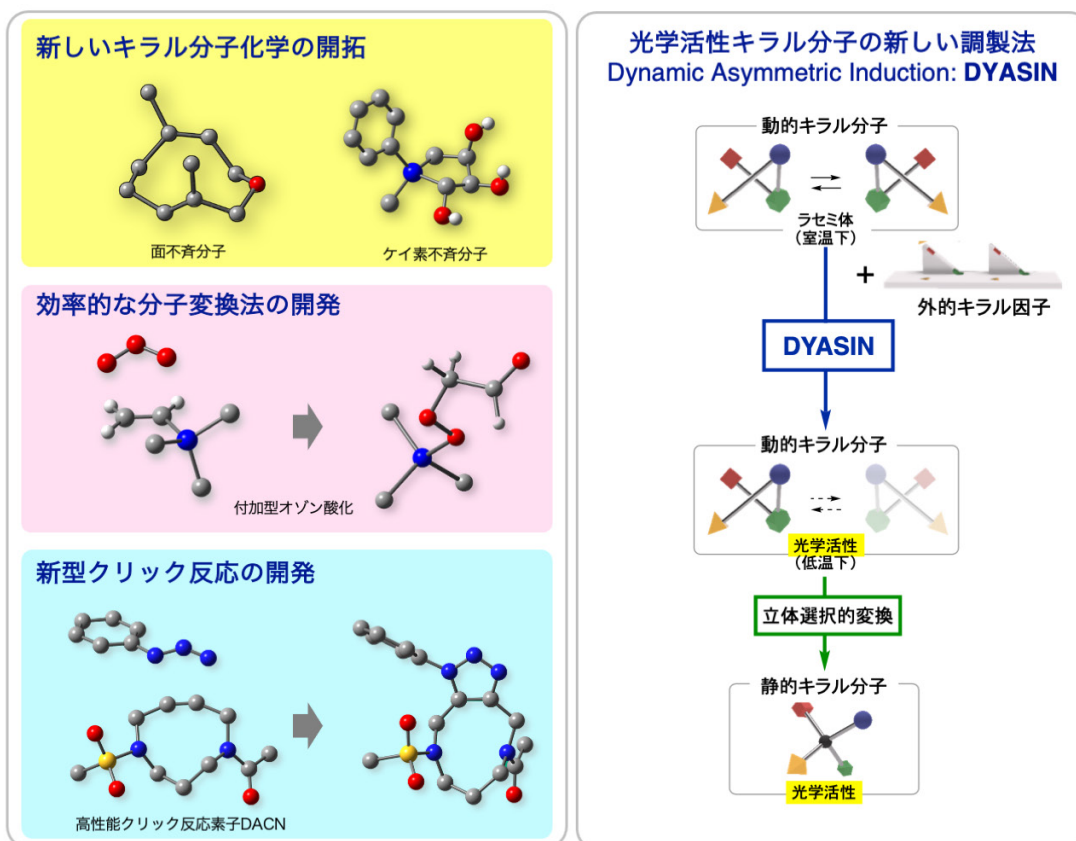 新しいキラル分子化学の開拓
面不斉分子
ケイ素不斉分子
効率的な分子変換法の開発
付加型オゾン酸化
新型クリック反応の開発
高性能クリック反応素子DACN
光学活性キラル分子の新しい調製法
Dynamic Asymmetric Induction: DYASIN
動的キラル分子
ラセミ体
(室温下)
+
外的キラル因子
DYASIN
動的キラル分子
光学活性
(低温下)
立体選択的変換
静的キラル分子
光学活性